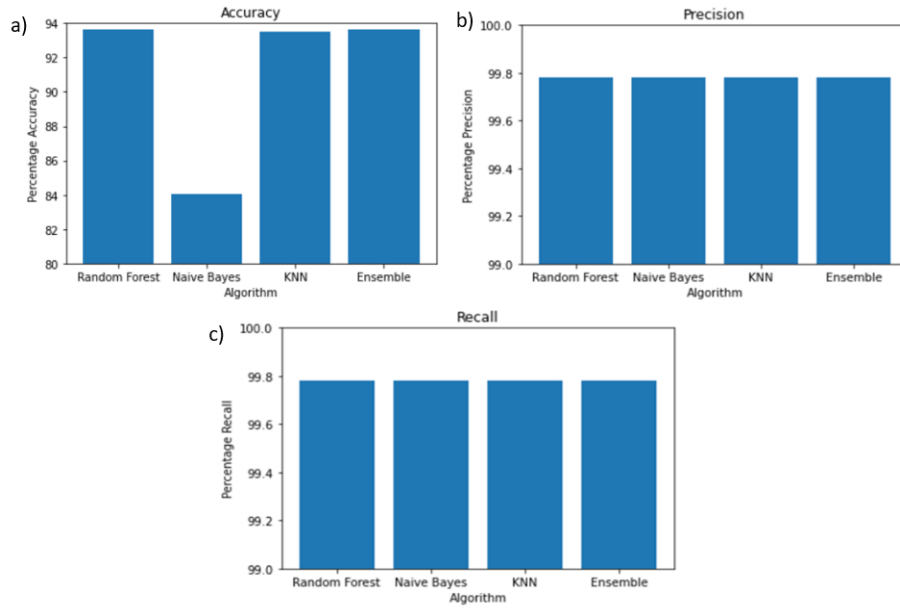 a)
Accuracy
Percentage Accuracy
94
92
90
88
86
84
82
80
Random Forest Naive Bayes KNN Ensemble
Algorithm
b)
Precision
Percentage Precision
100.0
99.8
99.6
99.4
99.2
99.0
Random Forest Naive Bayes KNN Ensemble
Algorithm
c)
Recall
Percentage Recall
100.0
99.8
99.6
99.4
99.2
99.0
Random Forest Naive Bayes KNN Ensemble
Algorithm